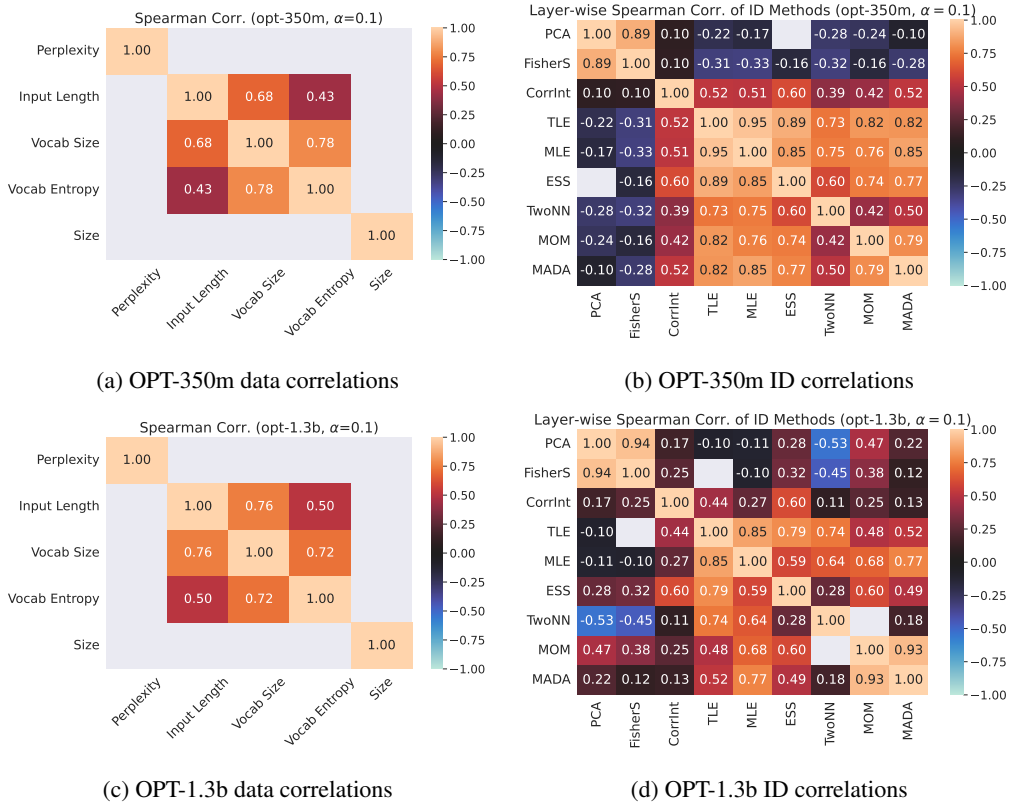 Spearman Corr. (opt-350m, α=0.1)
Perplexity 1.00
Input Length 1.00 0.68 0.43
Vocab Size 0.68 1.00 0.78
Vocab Entropy 0.43 0.78 1.00
Size 1.00
Perplexity Input Length Vocab Size Vocab Entropy Size
1.00
0.75
0.50
0.25
0.00
−0.25
−0.50
−0.75
−1.00
(a) OPT-350m data correlations
Layer-wise Spearman Corr. of ID Methods (opt-350m, α = 0.1)
PCA 1.00 0.89 0.10 -0.22 -0.17 -0.28 -0.24 -0.10
FisherS 0.89 1.00 0.10 -0.31 -0.33 -0.16 -0.32 -0.16 -0.28
CorrInt 0.10 0.10 1.00 0.52 0.51 0.60 0.39 0.42 0.52
TLE -0.22 -0.31 0.52 1.00 0.95 0.89 0.73 0.82 0.82
MLE -0.17 -0.33 0.51 0.95 1.00 0.85 0.75 0.76 0.85
ESS -0.16 0.60 0.89 0.85 1.00 0.60 0.74 0.77
TwoNN -0.28 -0.32 0.39 0.73 0.75 0.60 1.00 0.42 0.50
MOM -0.24 -0.16 0.42 0.82 0.76 0.74 0.42 1.00 0.79
MADA -0.10 -0.28 0.52 0.82 0.85 0.77 0.50 0.79 1.00
PCA FisherS CorrInt TLE MLE ESS TwoNN MOM MADA
1.00
0.75
0.50
0.25
0.00
−0.25
−0.50
−0.75
−1.00
(b) OPT-350m ID correlations
Spearman Corr. (opt-1.3b, α=0.1)
Perplexity 1.00
Input Length 1.00 0.76 0.50
Vocab Size 0.76 1.00 0.72
Vocab Entropy 0.50 0.72 1.00
Size 1.00
Perplexity Input Length Vocab Size Vocab Entropy Size
1.00
0.75
0.50
0.25
0.00
−0.25
−0.50
−0.75
−1.00
(c) OPT-1.3b data correlations
Layer-wise Spearman Corr. of ID Methods (opt-1.3b, α = 0.1)
PCA 1.00 0.94 0.17 -0.10 -0.11 0.28 -0.53 0.47 0.22
FisherS 0.94 1.00 0.25 -0.10 0.32 -0.45 0.38 0.12
CorrInt 0.17 0.25 1.00 0.44 0.27 0.60 0.11 0.25 0.13
TLE -0.10 0.44 1.00 0.85 0.79 0.74 0.48 0.52
MLE -0.11 -0.10 0.27 0.85 1.00 0.59 0.64 0.68 0.77
ESS 0.28 0.32 0.60 0.79 0.59 1.00 0.28 0.60 0.49
TwoNN -0.53 -0.45 0.11 0.74 0.64 0.28 1.00 0.18
MOM 0.47 0.38 0.25 0.48 0.68 0.60 1.00 0.93
MADA 0.22 0.12 0.13 0.52 0.77 0.49 0.18 0.93 1.00
PCA FisherS CorrInt TLE MLE ESS TwoNN MOM MADA
1.00
0.75
0.50
0.25
0.00
−0.25
−0.50
−0.75
−1.00
(d) OPT-1.3b ID correlations